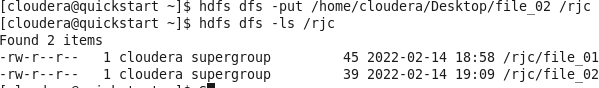 [cloudera@quickstart ~]$ hdfs dfs -put /home/cloudera/Desktop/file_02 /rjc
[cloudera@quickstart ~]$ hdfs dfs -ls /rjc
Found 2 items
-rw-r--r--   1 cloudera supergroup         45 2022-02-14 18:58 /rjc/file_01
-rw-r--r--   1 cloudera supergroup         39 2022-02-14 19:09 /rjc/file_02